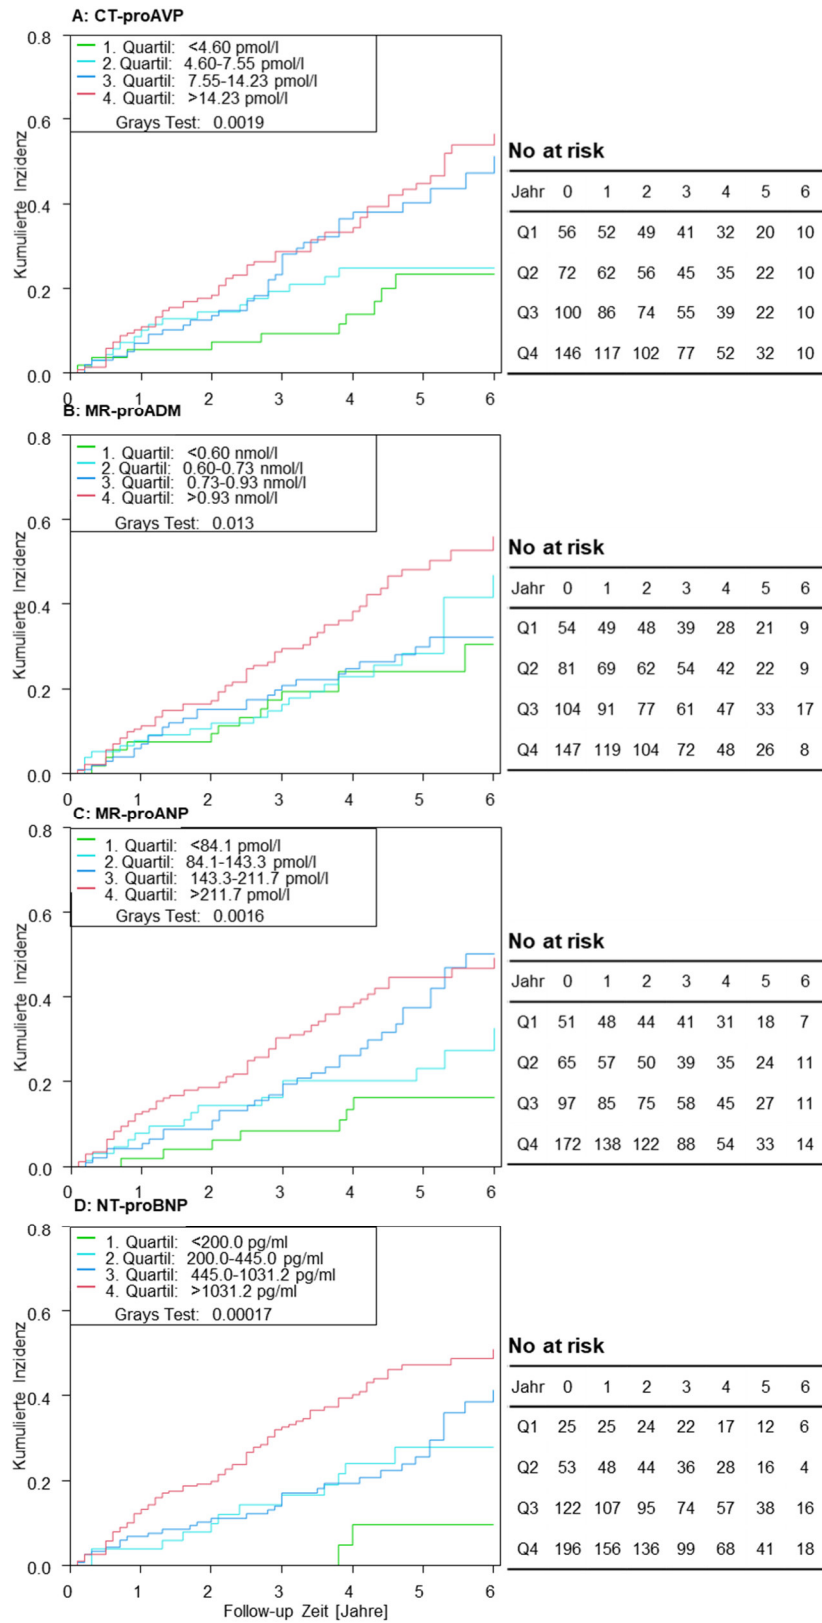 A: CT-proAVP
0.8
1. Quartil: <4.60 pmol/l
2. Quartil: 4.60-7.55 pmol/l
3. Quartil: 7.55-14.23 pmol/l
4. Quartil: >14.23 pmol/l
Grays Test: 0.0019
0.6
0.4
0.2
0.0
Kumulierte Inzidenz
0 1 2 3 4 5 6
No at risk
Jahr 0 1 2 3 4 5 6
Q1 56 52 49 41 32 20 10
Q2 72 62 56 45 35 22 10
Q3 100 86 74 55 39 22 10
Q4 146 117 102 77 52 32 10
B: MR-proADM
0.8
1. Quartil: <0.60 nmol/l
2. Quartil: 0.60-0.73 nmol/l
3. Quartil: 0.73-0.93 nmol/l
4. Quartil: >0.93 nmol/l
Grays Test: 0.013
0.6
0.4
0.2
0.0
Kumulierte Inzidenz
0 1 2 3 4 5 6
No at risk
Jahr 0 1 2 3 4 5 6
Q1 54 49 48 39 28 21 9
Q2 81 69 62 54 42 22 9
Q3 104 91 77 61 47 33 17
Q4 147 119 104 72 48 26 8
C: MR-proANP
0.8
1. Quartil: <84.1 pmol/l
2. Quartil: 84.1-143.3 pmol/l
3. Quartil: 143.3-211.7 pmol/l
4. Quartil: >211.7 pmol/l
Grays Test: 0.0016
0.6
0.4
0.2
0.0
Kumulierte Inzidenz
0 1 2 3 4 5 6
No at risk
Jahr 0 1 2 3 4 5 6
Q1 51 48 44 41 31 18 7
Q2 65 57 50 39 35 24 11
Q3 97 85 75 58 45 27 11
Q4 172 138 122 88 54 33 14
D: NT-proBNP
0.8
1. Quartil: <200.0 pg/ml
2. Quartil: 200.0-445.0 pg/ml
3. Quartil: 445.0-1031.2 pg/ml
4. Quartil: >1031.2 pg/ml
Grays Test: 0.00017
0.6
0.4
0.2
0.0
Kumulierte Inzidenz
0 1 2 3 4 5 6
Follow-up Zeit [Jahre]
No at risk
Jahr 0 1 2 3 4 5 6
Q1 25 25 24 22 17 12 6
Q2 53 48 44 36 28 16 4
Q3 122 107 95 74 57 38 16
Q4 196 156 136 99 68 41 18